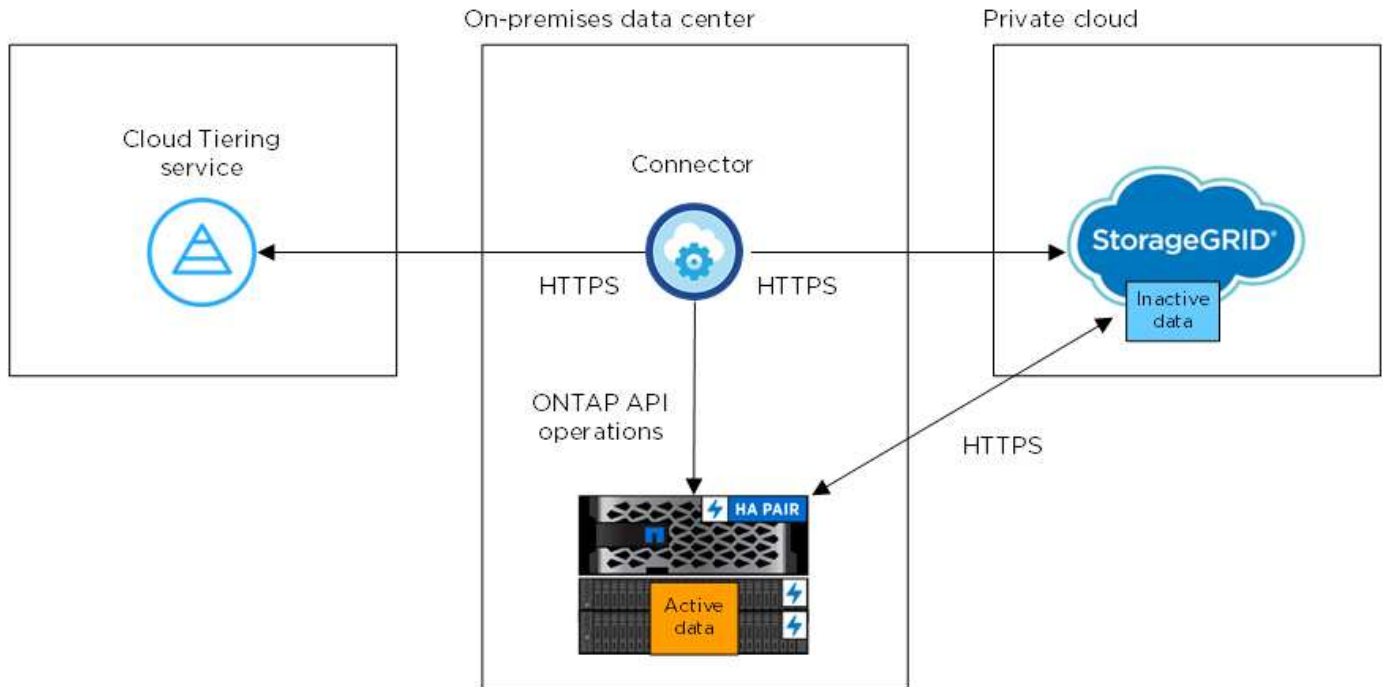 On-premises data center
Private cloud
Cloud Tiering
service
Connector
StorageGRID®
Inactive
data
HTTPS
HTTPS
ONTAP API
operations
HTTPS
HA PAIR
Active
data